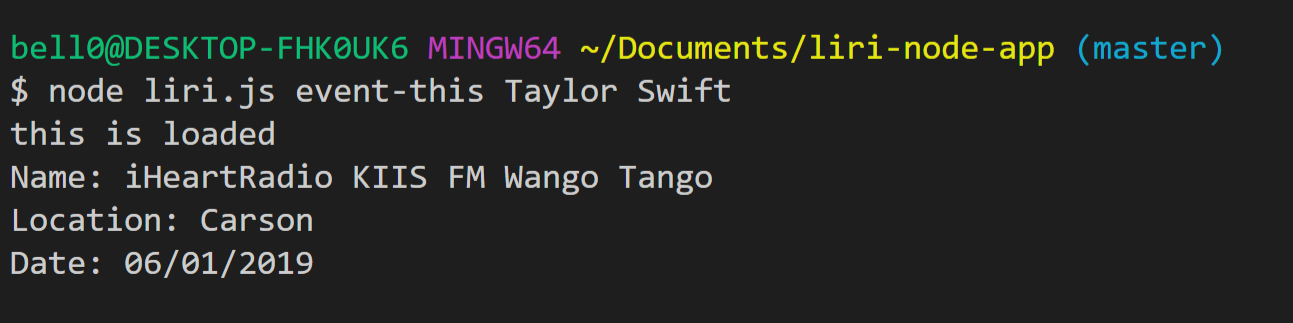 bell0@DESKTOP-FHK0UK6 MINGW64 ~/Documents/liri-node-app (master)
$ node liri.js event-this Taylor Swift
this is loaded
Name: iHeartRadio KIIS FM Wango Tango
Location: Carson
Date: 06/01/2019